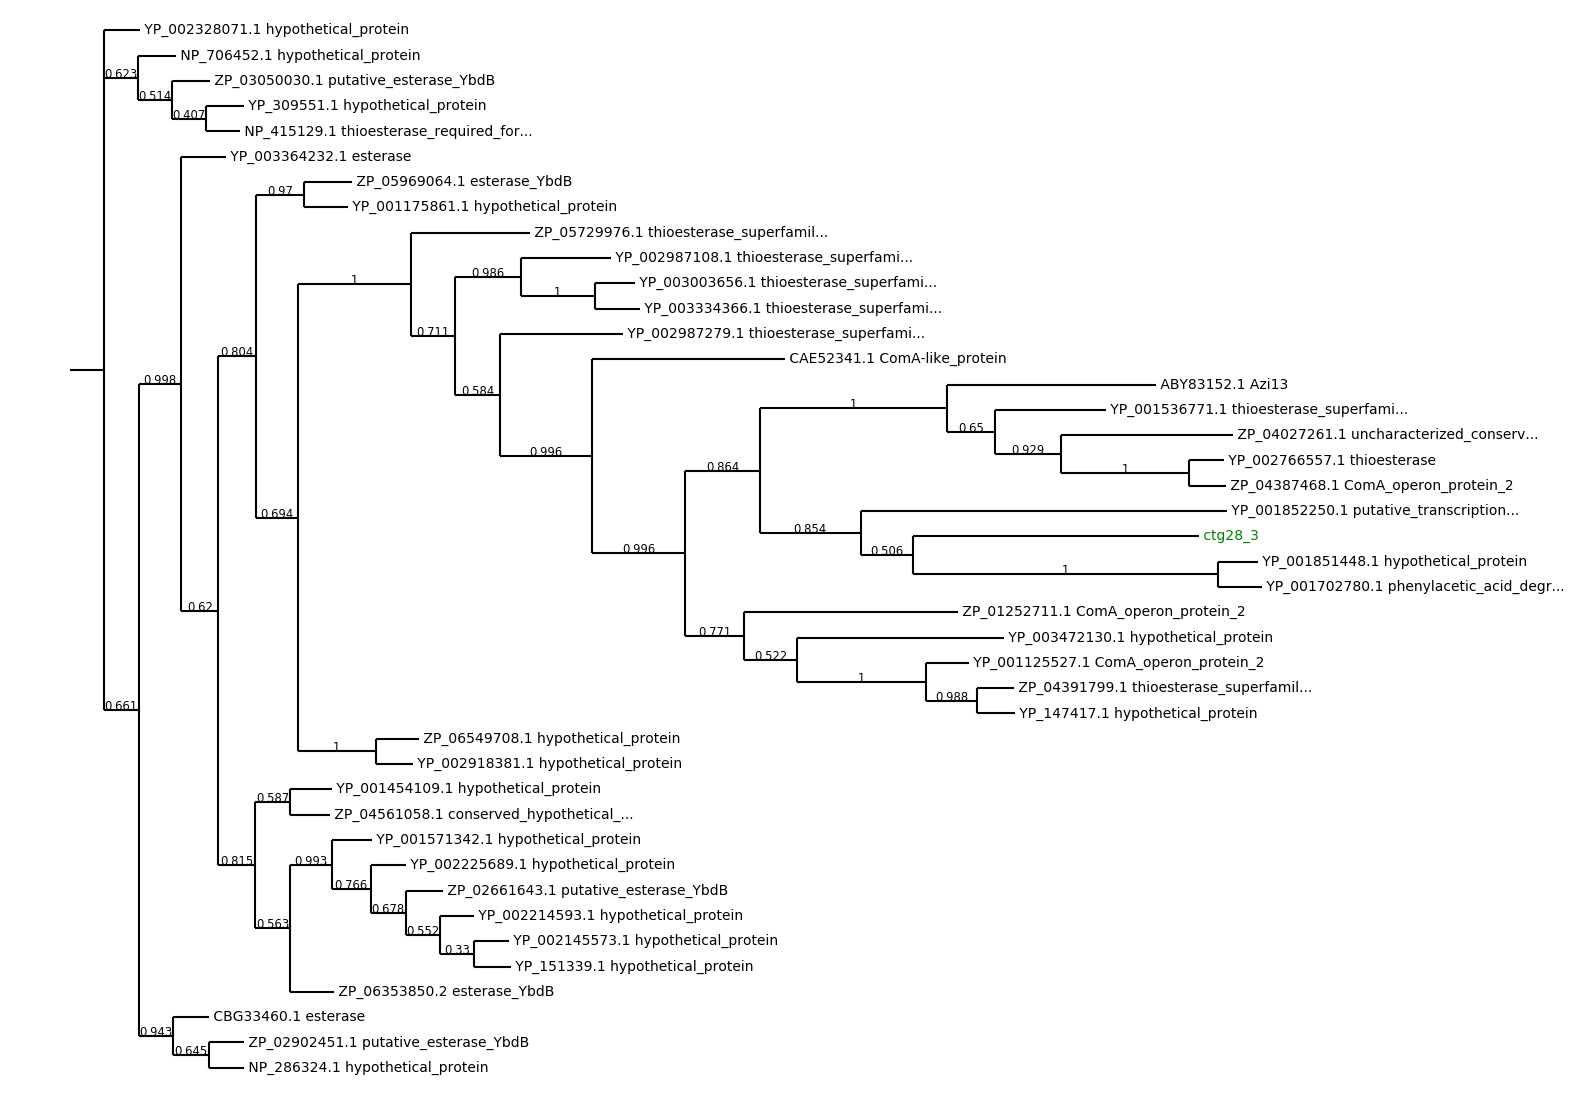 YP_002328071.1 hypothetical_protein
NP_706452.1 hypothetical_protein
0.623
ZP_03050030.1 putative_esterase_YbdB
0.514
YP_309551.1 hypothetical_protein
0.407
NP_415129.1 thioesterase_required_for...
YP_003364232.1 esterase
ZP_05969064.1 esterase_YbdB
0.97
YP_001175861.1 hypothetical_protein
ZP_05729976.1 thioesterase_superfamil...
YP_002987108.1 thioesterase_superfami...
0.986
1
YP_003003656.1 thioesterase_superfami...
1
YP_003334366.1 thioesterase_superfami...
0.711
YP_002987279.1 thioesterase_superfami...
0.804
CAE52341.1 ComA-like_protein
0.998
ABY83152.1 Azi13
0.584
1
YP_001536771.1 thioesterase_superfami...
0.65
ZP_04027261.1 uncharacterized_conserv...
0.929
0.996
YP_002766557.1 thioesterase
0.864
1
ZP_04387468.1 ComA_operon_protein_2
YP_001852250.1 putative_transcription...
0.694
0.854
ctg28_3
0.996
0.506
YP_001851448.1 hypothetical_protein
1
YP_001702780.1 phenylacetic_acid_degr...
0.62
ZP_01252711.1 ComA_operon_protein_2
0.771
YP_003472130.1 hypothetical_protein
0.522
YP_001125527.1 ComA_operon_protein_2
1
ZP_04391799.1 thioesterase_superfamil...
0.988
0.661
YP_147417.1 hypothetical_protein
ZP_06549708.1 hypothetical_protein
1
YP_002918381.1 hypothetical_protein
YP_001454109.1 hypothetical_protein
0.587
ZP_04561058.1 conserved_hypothetical_...
YP_001571342.1 hypothetical_protein
0.815
0.993
YP_002225689.1 hypothetical_protein
0.766
ZP_02661643.1 putative_esterase_YbdB
0.678
YP_002214593.1 hypothetical_protein
0.563
0.552
YP_002145573.1 hypothetical_protein
0.33
YP_151339.1 hypothetical_protein
ZP_06353850.2 esterase_YbdB
CBG33460.1 esterase
0.943
ZP_02902451.1 putative_esterase_YbdB
0.645
NP_286324.1 hypothetical_protein